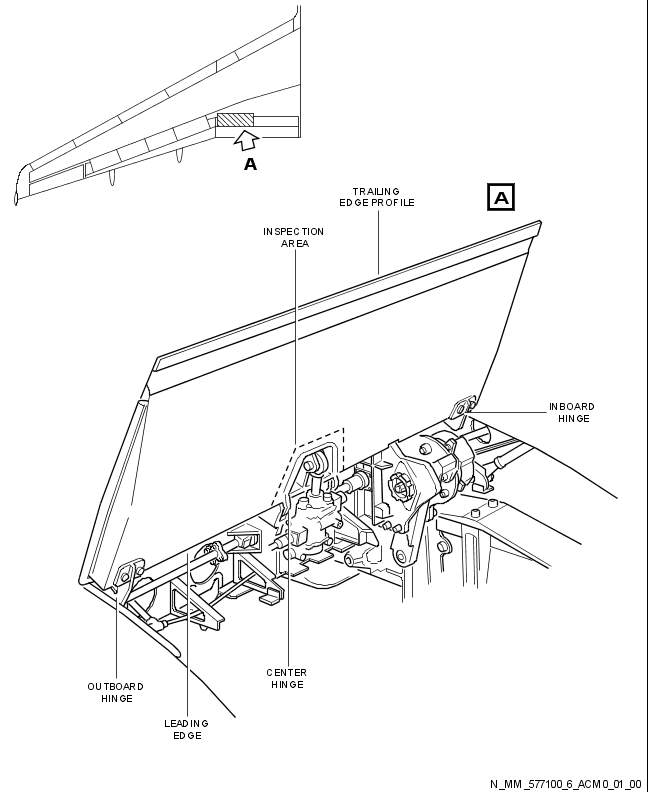 A
A
TRAILING
EDGE PROFILE
INSPECTION
AREA
INBOARD
HINGE
CENTER
HINGE
OUTBOARD
HINGE
LEADING
EDGE
N_MM_577100_6_ACM0_01_00